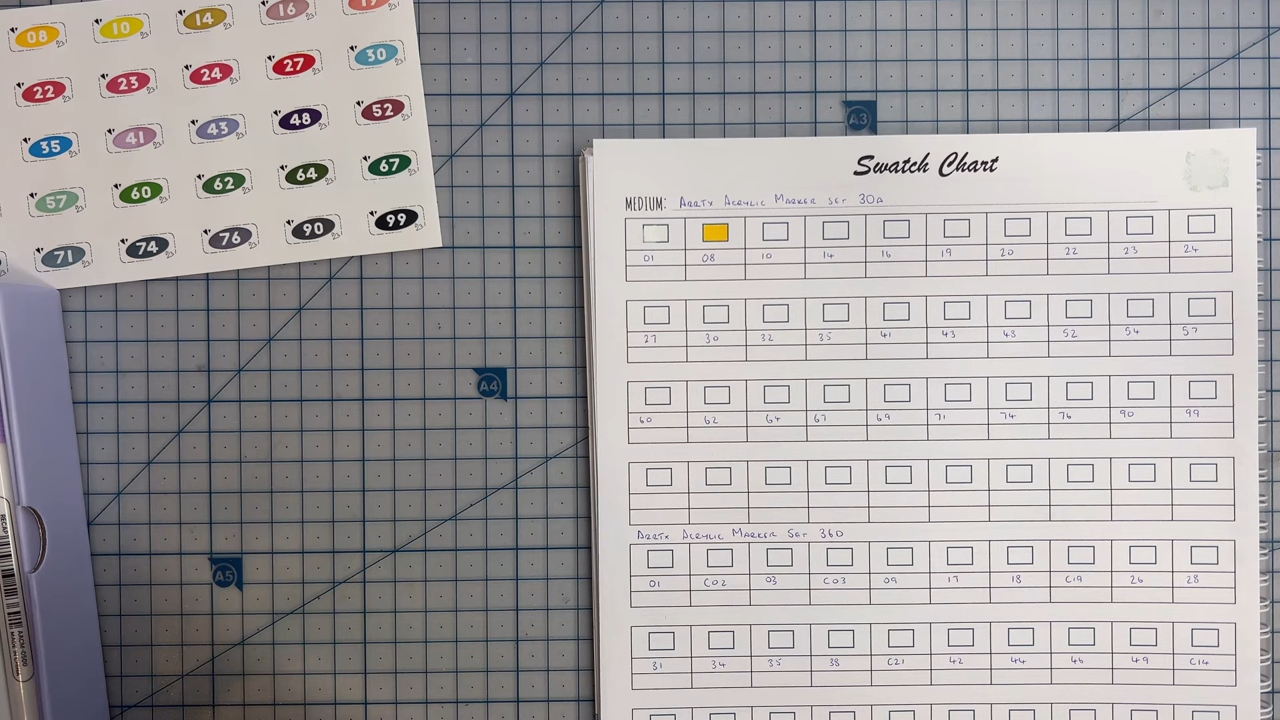 08 10 14 16 19
22 23 24 27 30
35 41 43 48 52
57 60 62 64 67
71 74 76 90 99
A3
A4
A5
Swatch Chart
MEDIUM: ARRTX ACRYLIC MARKER SET 30A
01 08 10 14 16 19 20 22 23 24
27 30 32 35 41 43 48 52 54 57
60 62 64 67 69 71 74 76 90 99
ARRTX ACRYLIC MARKER SET 36D
01 C02 03 C03 09 17 18 C19 26 28
31 34 35 38 C21 42 44 46 49 C14